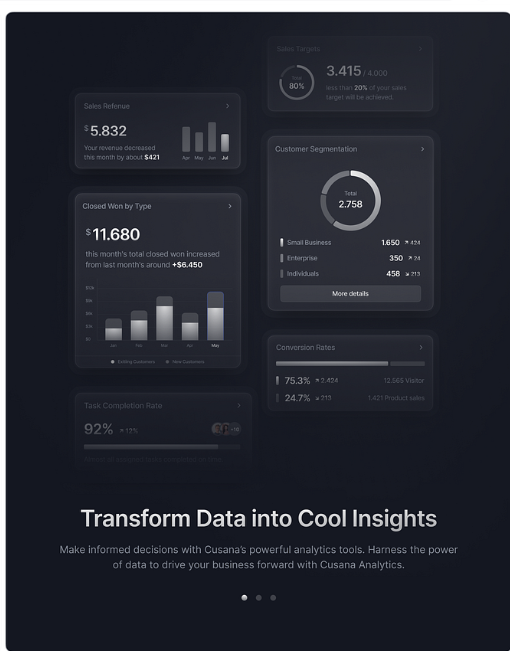 Sales Targets
Total
80%
3.415 / 4.000
less than 20% of your sales
target will be achieved.
Sales Refenue
$5.832
Your revenue decreased
this month by about $421
Apr May Jun Jul
Customer Segmentation
Total
2.758
Small Business 1.650 424
Enterprise 350 24
Individuals 458 213
More details
Closed Won by Type
$11.680
this month's total closed won increased
from last month's around +$6.450
$10k
$0
Jan Feb Mar Apr May
Existing Customers New Customers
Conversion Rates
75.3% 2.424 12.565 Visitor
24.7% 213 1.421 Product sales
Task Completion Rate
92% 12%
Transform Data into Cool Insights
Make informed decisions with Cusana's powerful analytics tools. Harness the power
of data to drive your business forward with Cusana Analytics.